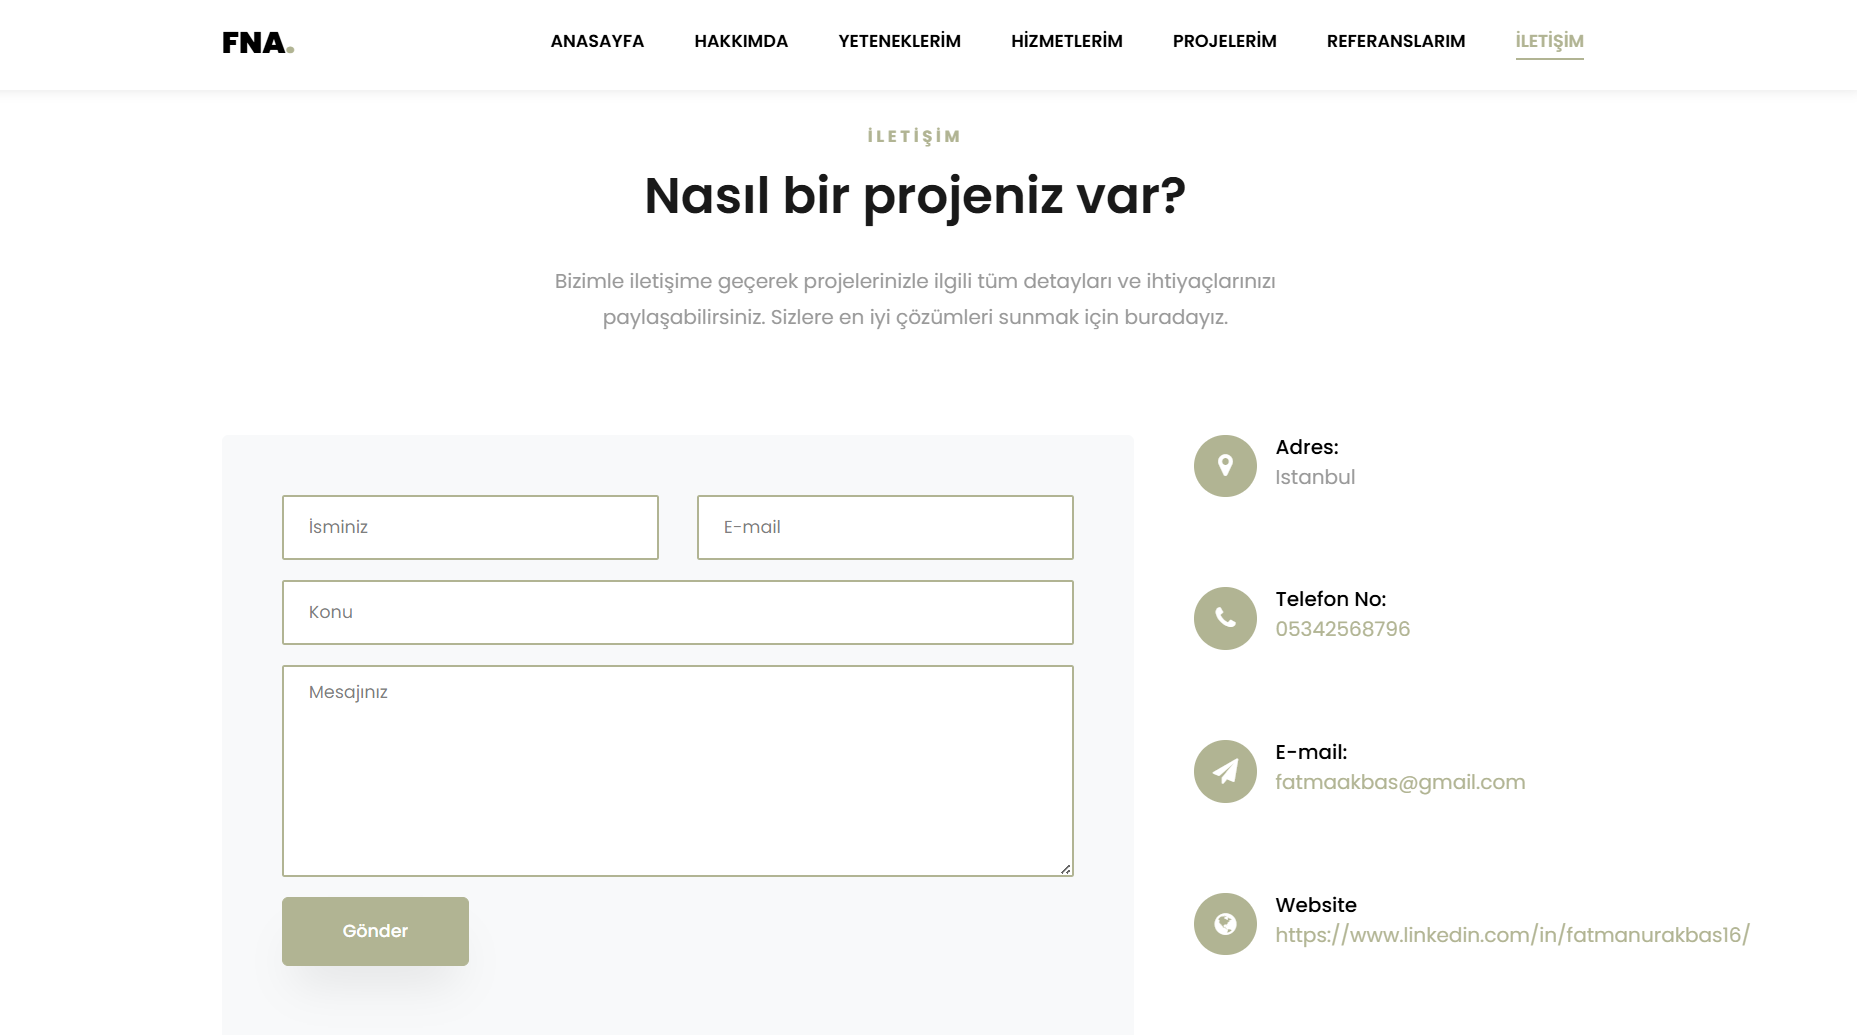 FNA.
ANASAYFA HAKKIMDA YETENEKLERİM HİZMETLERİM PROJELERİM REFERANSLARIM İLETİŞİM
İLETİŞİM
Nasıl bir projeniz var?
Bizimle iletişime geçerek projelerinizle ilgili tüm detayları ve ihtiyaçlarınızı
paylaşabilirsiniz. Sizlere en iyi çözümleri sunmak için buradayız.
İsminiz
E-mail
Konu
Mesajınız
Gönder
Adres:
Istanbul
Telefon No:
05342568796
E-mail:
fatmaakbas@gmail.com
Website
https://www.linkedin.com/in/fatmanurakbas16/